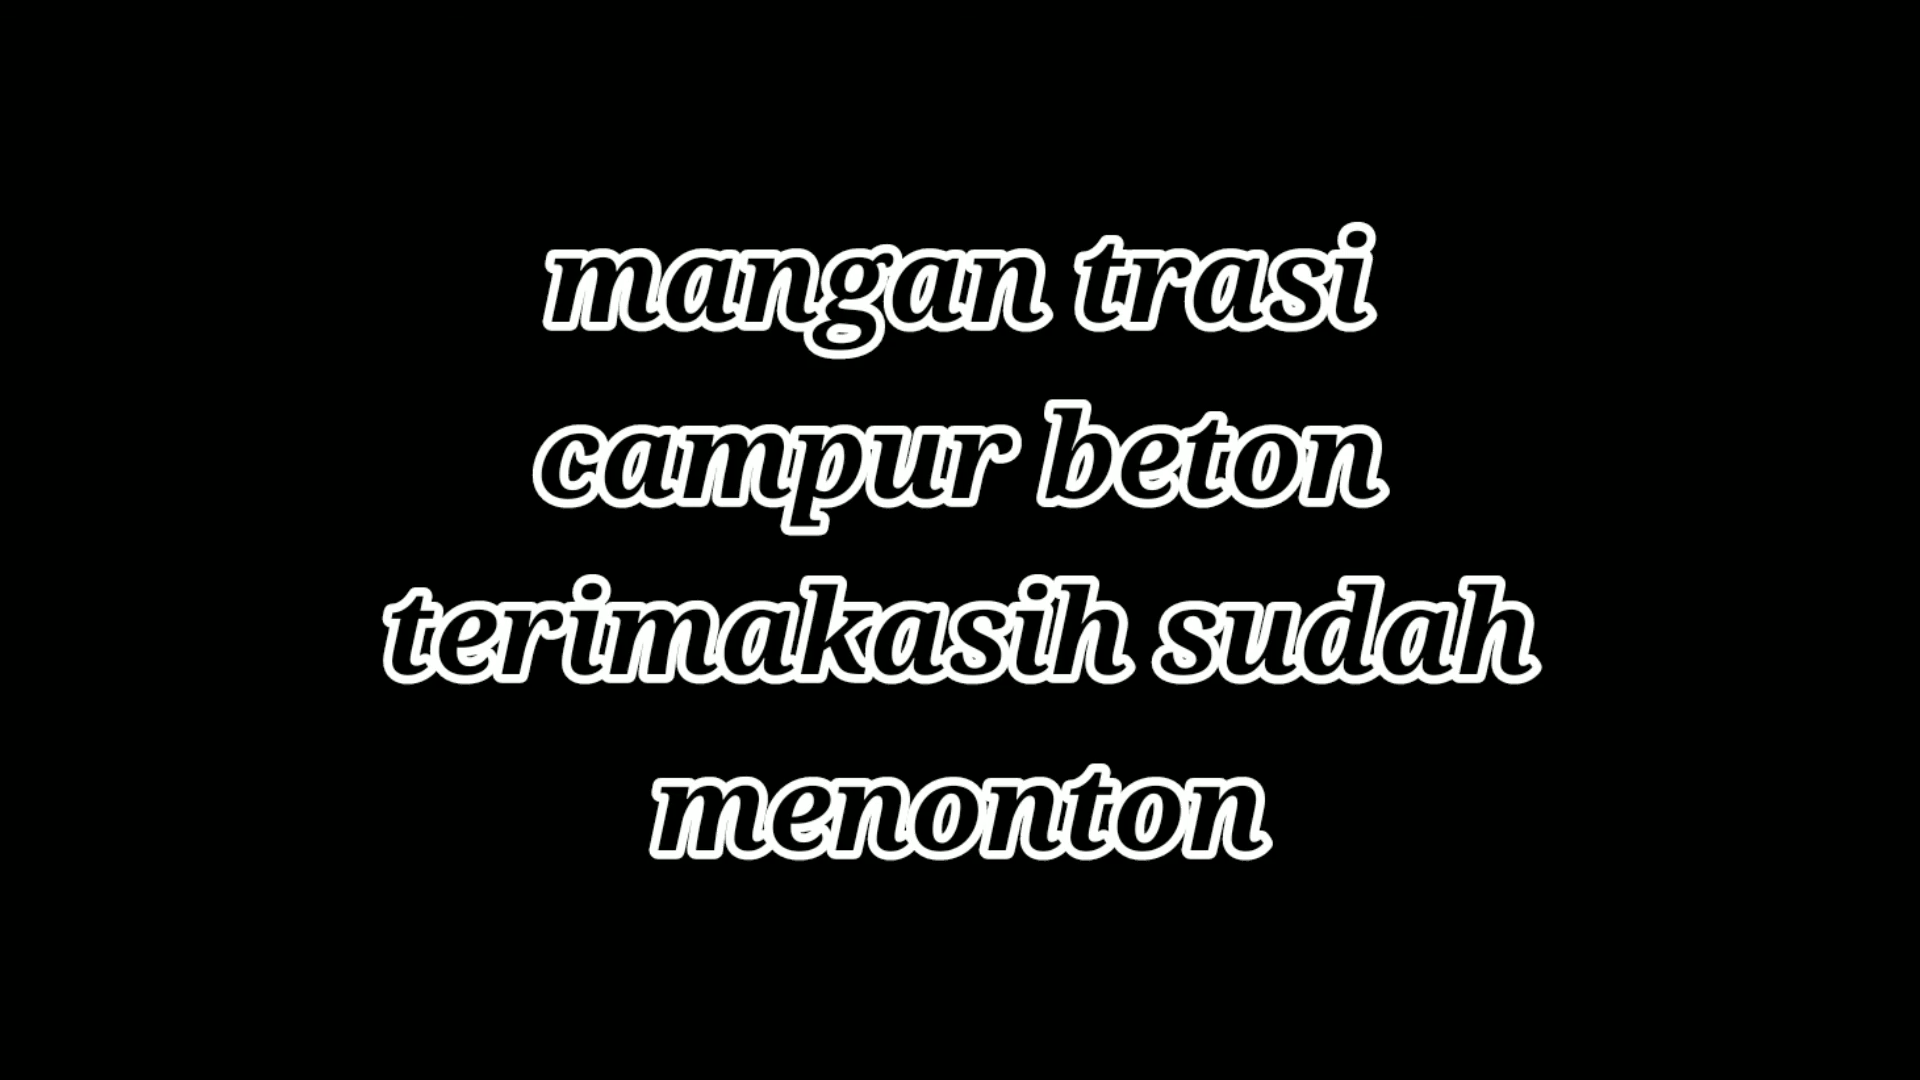 mangan trasi
campur beton
terimakasih sudah
menonton